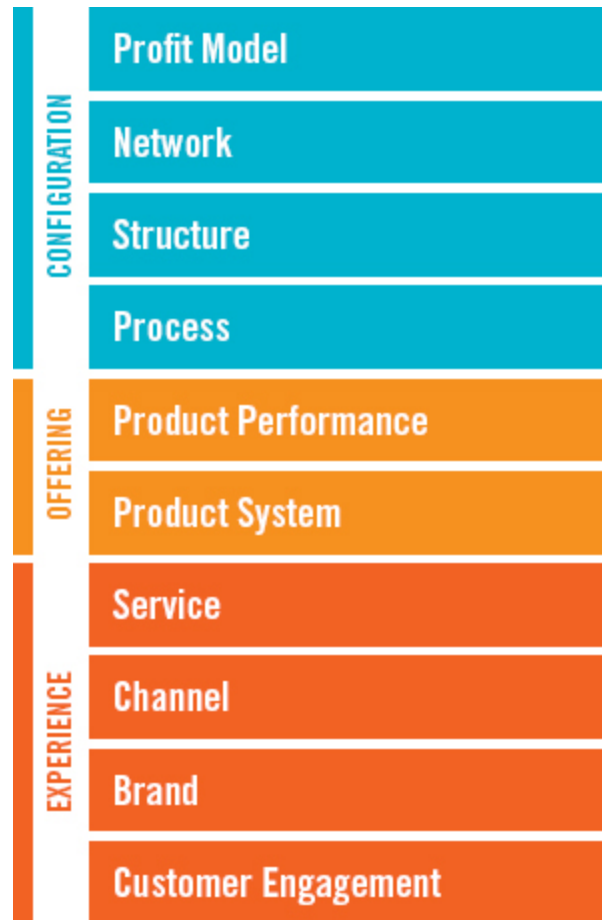 CONFIGURATION
Profit Model
Network
Structure
Process
OFFERING
Product Performance
Product System
EXPERIENCE
Service
Channel
Brand
Customer Engagement